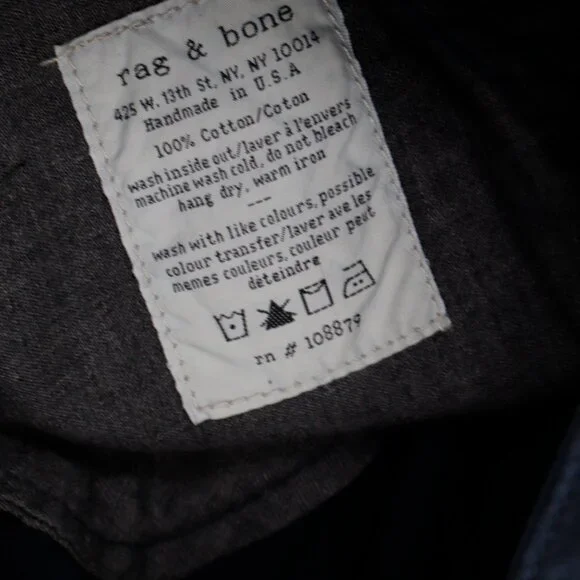 rag & bone
425 W. 13th St, NY, NY 10014
Handmade in U.S.A
100% Cotton/Coton
wash inside out/laver à l'envers
machine wash cold, do not bleach
hang dry, warm iron
---
wash with like colours, possible
colour transfer/laver ave les
memes couleurs, couleur peut
déteindre
rn # 108879